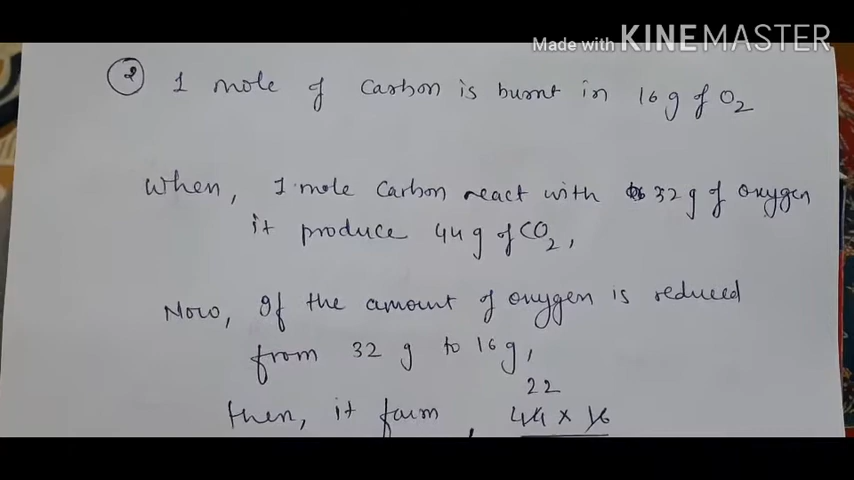 Made with KINEMASTER
2 1 mole of carbon is burnt in 16 g of O2
When, 1 mole carbon react with 32 g of oxygen
it produce 44 g of CO2,
Now, If the amount of oxygen is reduced
from 32 g to 16 g,
22
then, it form , 44 x 16